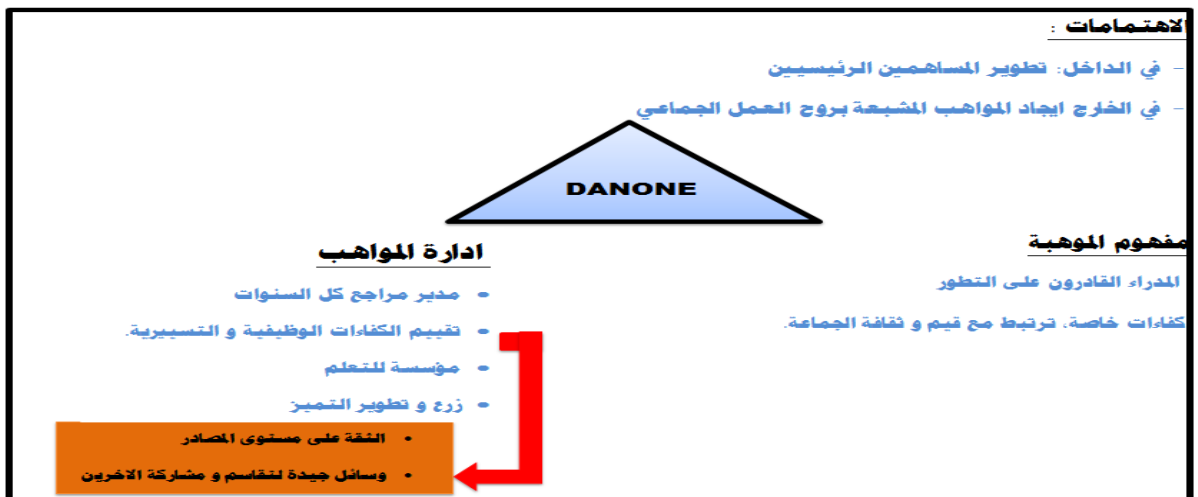 الاهتمامات :
- في الداخل: تطوير المساهمين الرئيسيين
- في الخارج ايجاد المواهب المشبعة بروح العمل الجماعي
DANONE
مفهوم الموهبة
المدراء القادرون على التطور
كفاءات خاصة، ترتبط مع قيم و ثقافة الجماعة.
ادارة المواهب
• مدير مراجع كل السنوات
• تقييم الكفاءات الوظيفية و التسييرية.
• مؤسسة للتعلم
• زرع و تطوير التميز
• الثقة على مستوى المصادر
• وسائل جيدة لتقاسم و مشاركة الاخرين